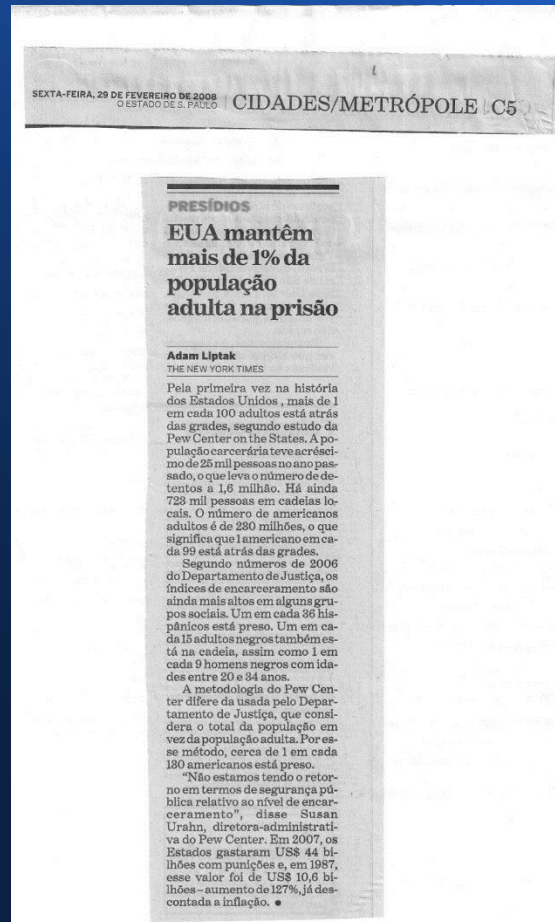 SEXTA-FEIRA, 29 DE FEVEREIRO DE 2008
O ESTADO DE S. PAULO
CIDADES/METRÓPOLE C5
PRESÍDIOS
EUA mantêm
mais de 1% da
população
adulta na prisão
Adam Liptak
THE NEW YORK TIMES
Pela primeira vez na história
dos Estados Unidos , mais de 1
em cada 100 adultos está atrás
das grades, segundo estudo da
Pew Center on the States. A po-
pulação carcerária teve acrésci-
mo de 25 mil pessoas no ano pas-
sado, o que leva o número de de-
tentos a 1,6 milhão. Há ainda
723 mil pessoas em cadeias lo-
cais. O número de americanos
adultos é de 230 milhões, o que
significa que 1 americano em ca-
da 99 está atrás das grades.
Segundo números de 2006
do Departamento de Justiça, os
índices de encarceramento são
ainda mais altos em alguns gru-
pos sociais. Um em cada 36 his-
pânicos está preso. Um em ca-
da 15 adultos negros também es-
tá na cadeia, assim como 1 em
cada 9 homens negros com ida-
des entre 20 e 34 anos.
A metodologia do Pew Cen-
ter difere da usada pelo Depar-
tamento de Justiça, que consi-
dera o total da população em
vez da população adulta. Por es-
se método, cerca de 1 em cada
130 americanos está preso.
"Não estamos tendo o retor-
no em termos de segurança pú-
blica relativo ao nível de encar-
ceramento", disse Susan
Urahn, diretora-administrati-
va do Pew Center. Em 2007, os
Estados gastaram US$ 44 bi-
lhões com punições e, em 1987,
esse valor foi de US$ 10,6 bi-
lhões – aumento de 127%, já des-
contada a inflação. ●